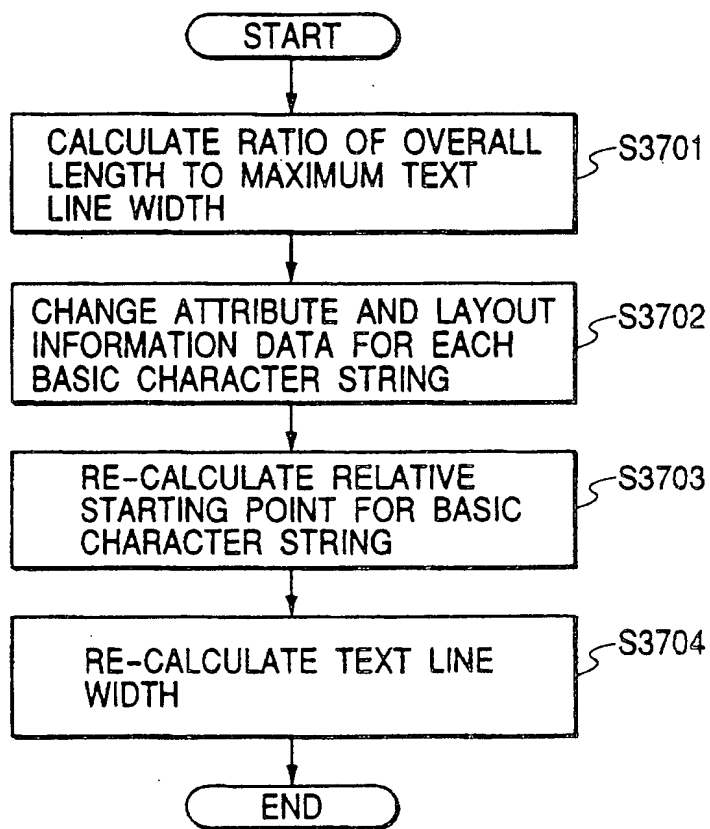 START
CALCULATE RATIO OF OVERALL
LENGTH TO MAXIMUM TEXT
LINE WIDTH
S3701
CHANGE ATTRIBUTE AND LAYOUT
INFORMATION DATA FOR EACH
BASIC CHARACTER STRING
S3702
RE-CALCULATE RELATIVE
STARTING POINT FOR BASIC
CHARACTER STRING
S3703
RE-CALCULATE TEXT LINE
WIDTH
S3704
END